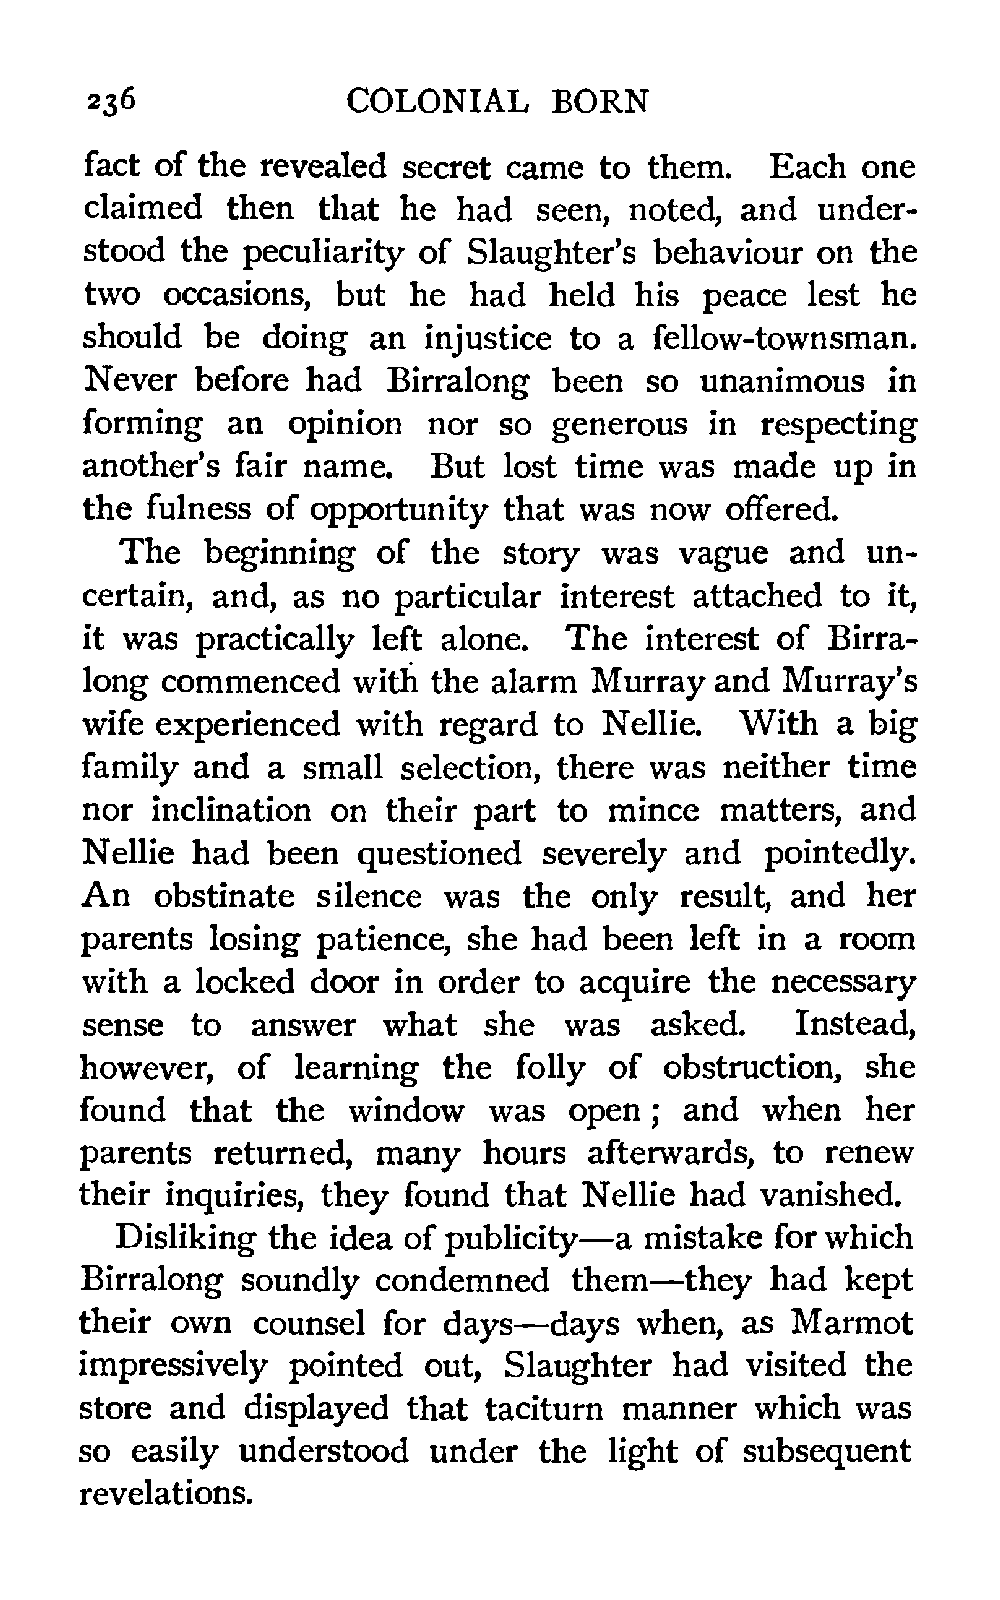 236 COLONIAL BORN
fact of the revealed secret came to them. Each one
claimed then that he had seen, noted, and under-
stood the peculiarity of Slaughter's behaviour on the
two occasions, but he had held his peace lest he
should be doing an injustice to a fellow-townsman.
Never before had Birralong been so unanimous in
forming an opinion nor so generous in respecting
another's fair name. But lost time was made up in
the fulness of opportunity that was now offered.
The beginning of the story was vague and un-
certain, and, as no particular interest attached to it,
it was practically left alone. The interest of Birra-
long commenced with the alarm Murray and Murray's
wife experienced with regard to Nellie. With a big
family and a small selection, there was neither time
nor inclination on their part to mince matters, and
Nellie had been questioned severely and pointedly.
An obstinate silence was the only result, and her
parents losing patience, she had been left in a room
with a locked door in order to acquire the necessary
sense to answer what she was asked. Instead,
however, of learning the folly of obstruction, she
found that the window was open ; and when her
parents returned, many hours afterwards, to renew
their inquiries, they found that Nellie had vanished.
Disliking the idea of publicity—a mistake for which
Birralong soundly condemned them—they had kept
their own counsel for days—days when, as Marmot
impressively pointed out, Slaughter had visited the
store and displayed that taciturn manner which was
so easily understood under the light of subsequent
revelations.